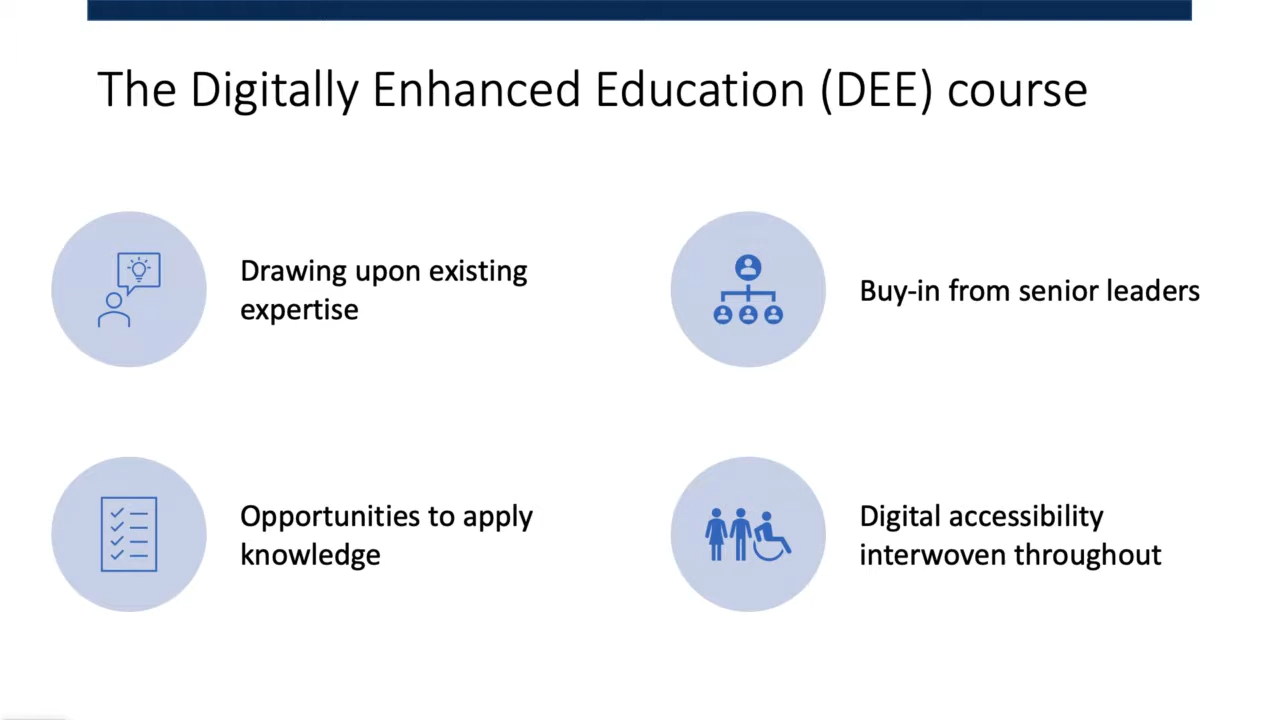 The Digitally Enhanced Education (DEE) course
Drawing upon existing
expertise
Buy-in from senior leaders
Opportunities to apply
knowledge
Digital accessibility
interwoven throughout